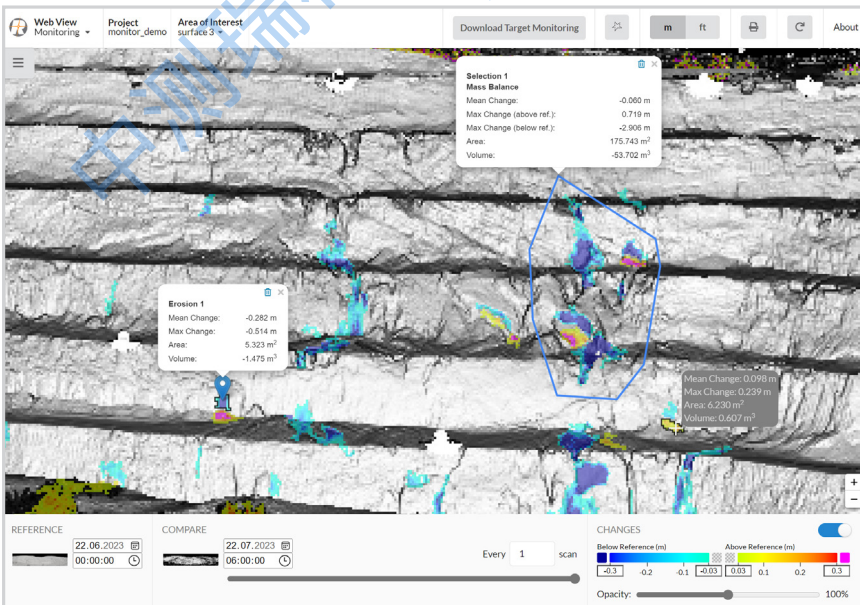 Web View
Monitoring
Project
monitor_demo
Area of Interest
surface 3
Download Target Monitoring
m
ft
About
中测瑞
Selection 1
Mass Balance
Mean Change: -0.060 m
Max Change (above ref.): 0.719 m
Max Change (below ref.): -2.906 m
Area: 175.743 m²
Volume: -53.702 m³
Erosion 1
Mean Change: -0.282 m
Max Change: -0.514 m
Area: 5.323 m²
Volume: -1.475 m³
Mean Change: 0.098 m
Max Change: 0.239 m
Area: 6.230 m²
Volume: 0.607 m³
+
−
REFERENCE
22.06.2023
00:00:00
COMPARE
22.07.2023
06:00:00
Every 1 scan
CHANGES
Below Reference (m) Above Reference (m)
-0.3 -0.2 -0.1 -0.03 0.03 0.1 0.2 0.3
Opacity: 100%